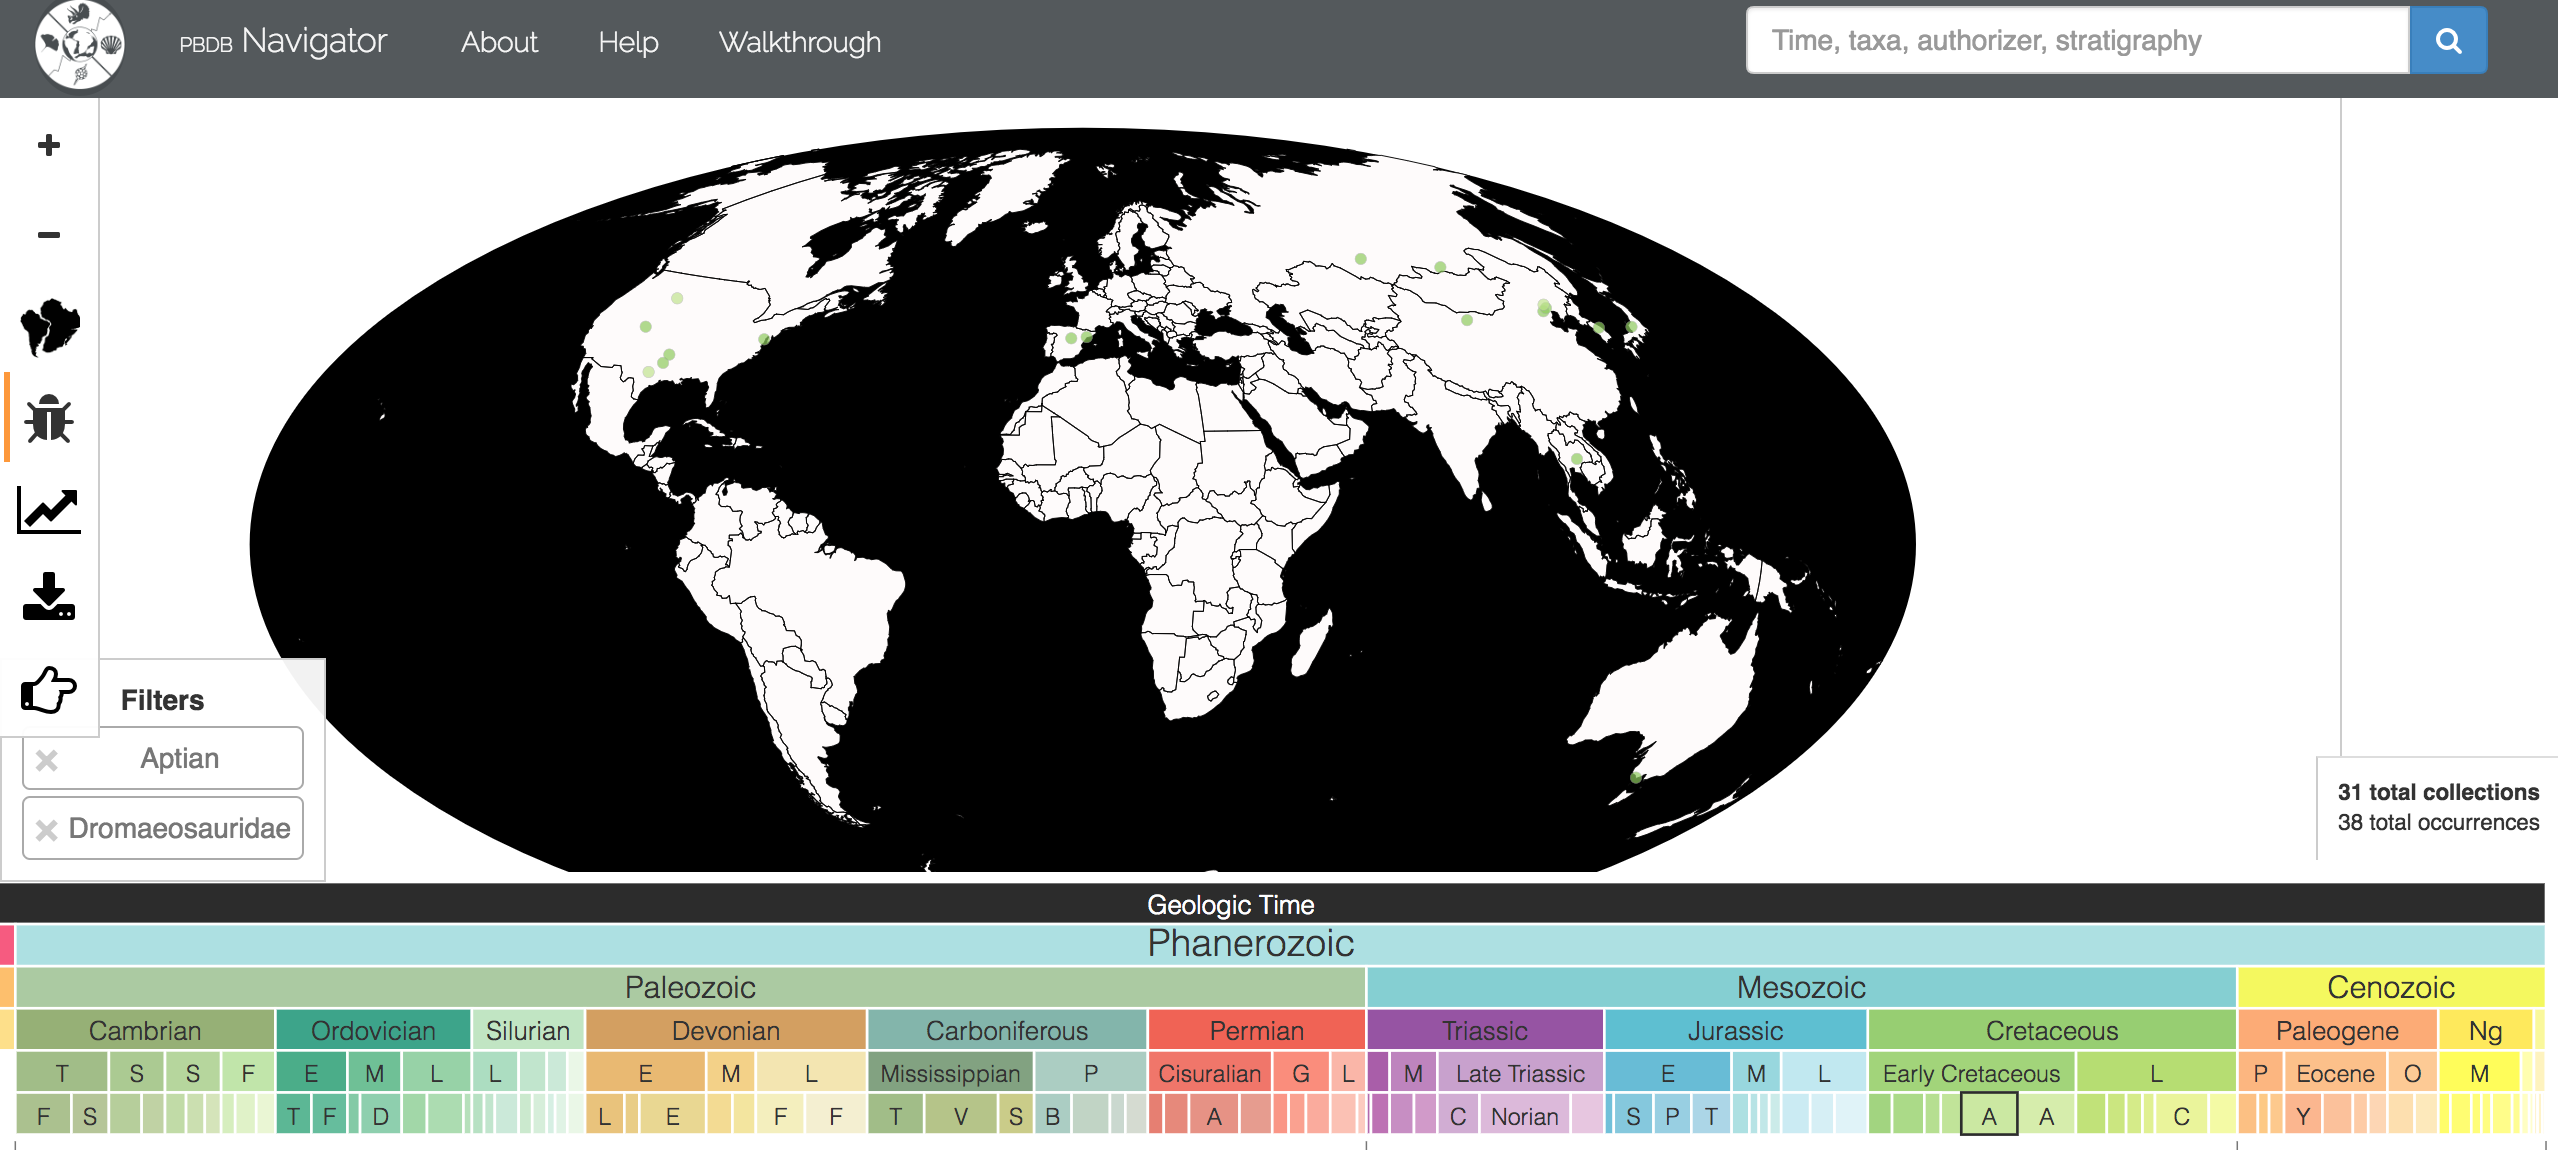 PBDB Navigator About Help Walkthrough
Time, taxa, authorizer, stratigraphy
Filters
Aptian
Dromaeosauridae
31 total collections
38 total occurrences
Geologic Time
Phanerozoic
Paleozoic Mesozoic Cenozoic
Cambrian Ordovician Silurian Devonian Carboniferous Permian Triassic Jurassic Cretaceous Paleogene Ng
T S S F E M L L E M L Mississippian P Cisuralian G L M Late Triassic E M L Early Cretaceous L P Eocene O M
F S T F D L E F F T V S B A C Norian S P T A A C Y